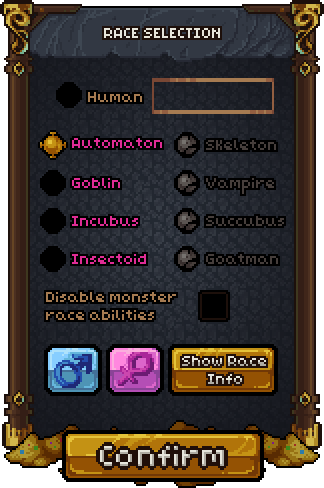 RACE SELECTION
Human
Automaton
Skeleton
Goblin
Vampire
Incubus
Succubus
Insectoid
Goatman
Disable monster
race abilities
Show Race
Info
Confirm